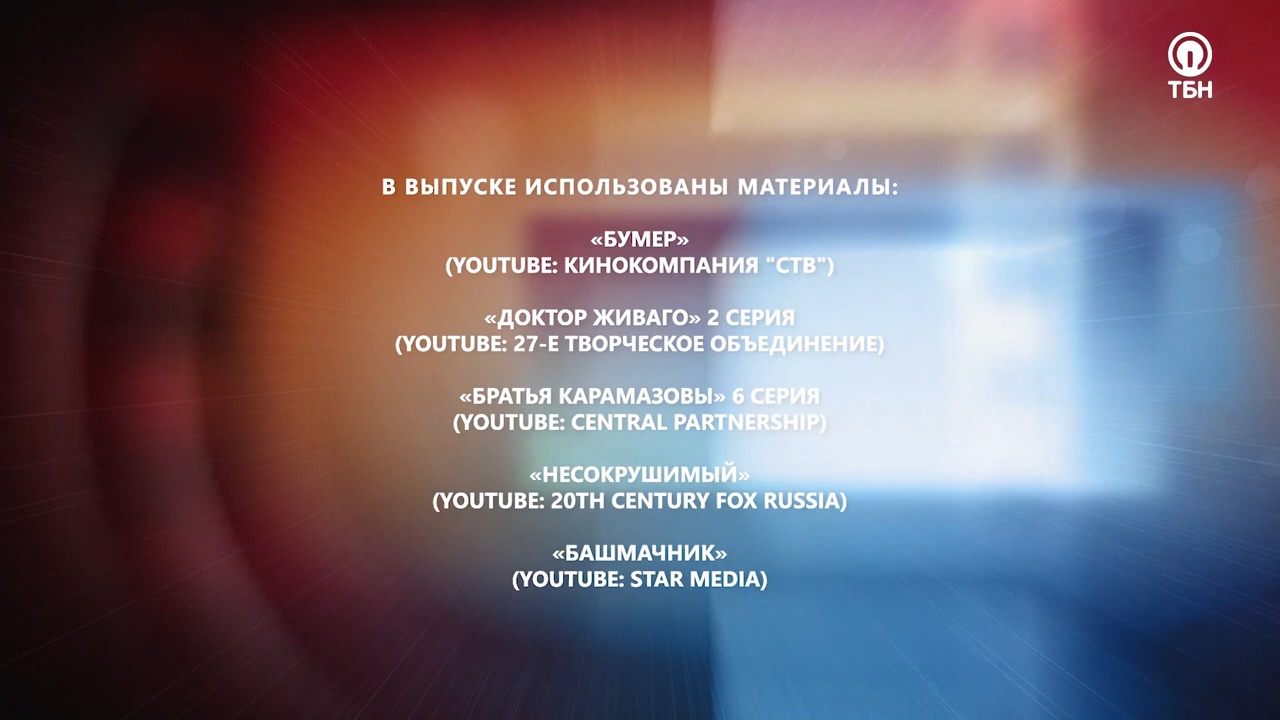 ТБН
В ВЫПУСКЕ ИСПОЛЬЗОВАНЫ МАТЕРИАЛЫ:
«БУМЕР»
(YOUTUBE: КИНОКОМПАНИЯ "СТВ")
«ДОКТОР ЖИВАГО» 2 СЕРИЯ
(YOUTUBE: 27-Е ТВОРЧЕСКОЕ ОБЪЕДИНЕНИЕ)
«БРАТЬЯ КАРАМАЗОВЫ» 6 СЕРИЯ
(YOUTUBE: CENTRAL PARTNERSHIP)
«НЕСОКРУШИМЫЙ»
(YOUTUBE: 20TH CENTURY FOX RUSSIA)
«БАШМАЧНИК»
(YOUTUBE: STAR MEDIA)